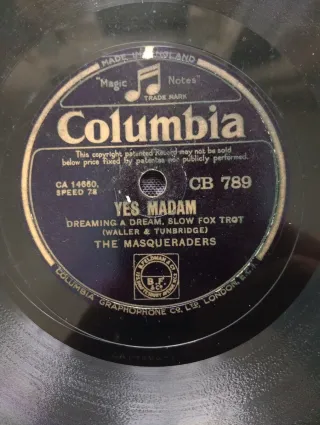 MADE IN ENGLAND
"Magic Notes"
TRADE MARK
Columbia
This copyright patented Record may not be sold
below price fixed by patentee nor publicly performed.
CA 14660.
SPEED 78
CB 789
YES MADAM
DREAMING A DREAM, SLOW FOX TROT
(WALLER & TUNBRIDGE)
THE MASQUERADERS
COLUMBIA GRAPHOPHONE CO., LTD., LONDON, E.C.1.